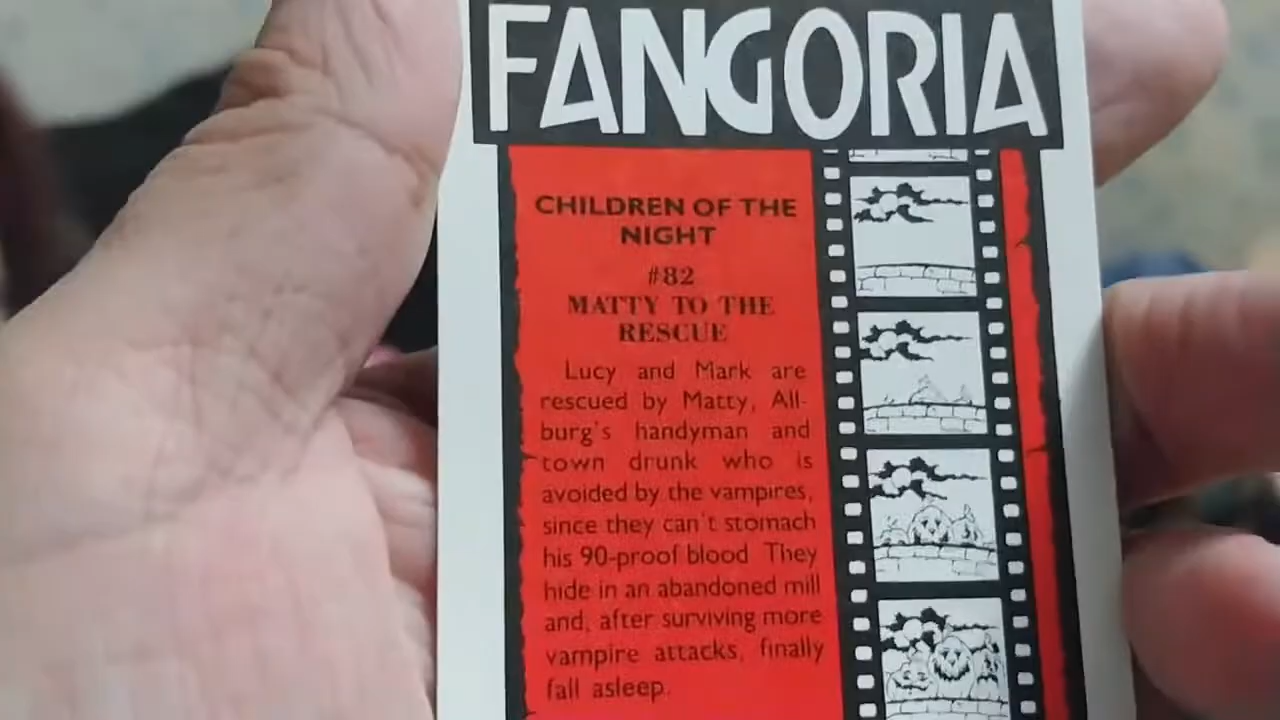 FANGORIA
CHILDREN OF THE
NIGHT
#82
MATTY TO THE
RESCUE
Lucy and Mark are
rescued by Matty, All-
burg's handyman and
town drunk who is
avoided by the vampires,
since they can't stomach
his 90-proof blood They
hide in an abandoned mill
and, after surviving more
vampire attacks, finally
fall asleep.